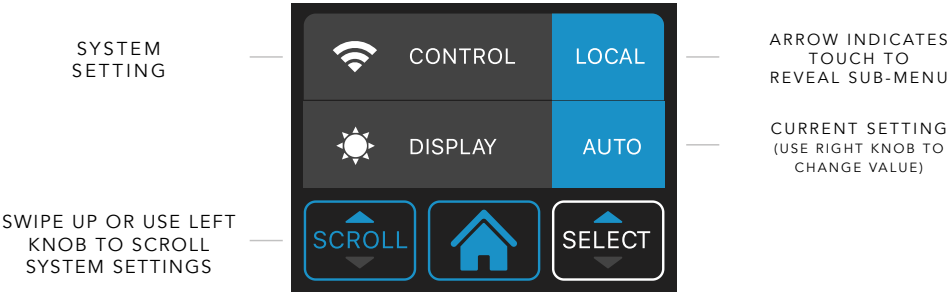 SYSTEM
SETTING
CONTROL
LOCAL
ARROW INDICATES
TOUCH TO
REVEAL SUB-MENU
DISPLAY
AUTO
CURRENT SETTING
(USE RIGHT KNOB TO
CHANGE VALUE)
SWIPE UP OR USE LEFT
KNOB TO SCROLL
SYSTEM SETTINGS
SCROLL
SELECT